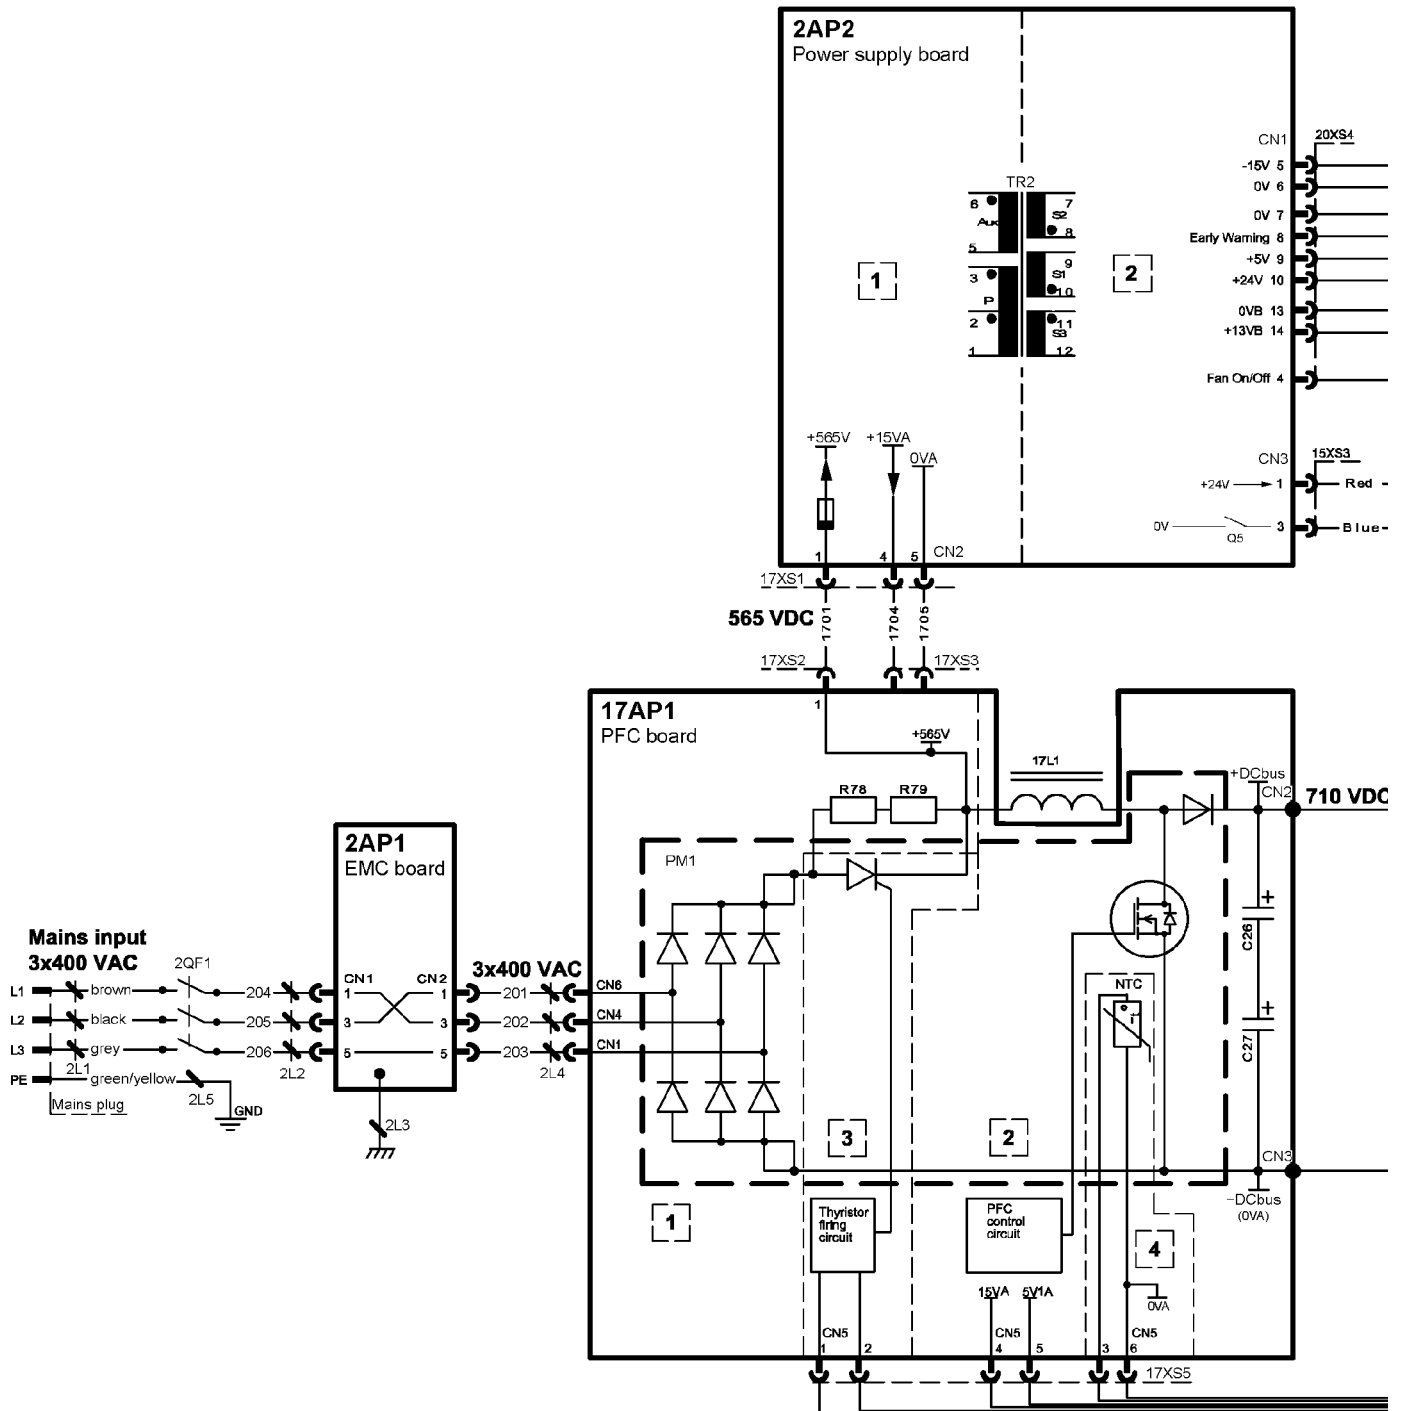 2AP2
Power supply board
CN1 20XS4
-15V 5
0V 6
0V 7
Early Warning 8
+5V 9
+24V 10
0VB 13
+13VB 14
Fan On/Off 4
TR2
6 7
Aux S2
5 8
3 9
S1
P 10
2 11
S3
1 12
1 2
+565V +15VA
0VA
CN3 15XS3
+24V 1 Red
0V Q5 3 Blue
1 4 5 CN2
17XS1
565 VDC 1701 1704 1705
17XS2 17XS3
17AP1 1
PFC board
+565V
17L1
R78 R79
+DCbus
CN2 710 VDC
PM1
2AP1
EMC board
Mains input
3x400 VAC
2QF1
CN1 CN2 3x400 VAC
L1 brown 204 1 1 201 CN6
L2 black 205 3 3 202 CN4
L3 grey 206 5 5 203 CN1
2L1 2L2 2L4
PE green/yellow
2L5
Mains plug
GND
2L3
C26
NTC
-t
C27
3 2
CN3
-DCbus
(0VA)
1
Thyristor
firing
circuit
PFC
control
circuit
4
15VA 5V1A
0VA
CN5 CN5 CN5
1 2 4 5 3 6
17XS5